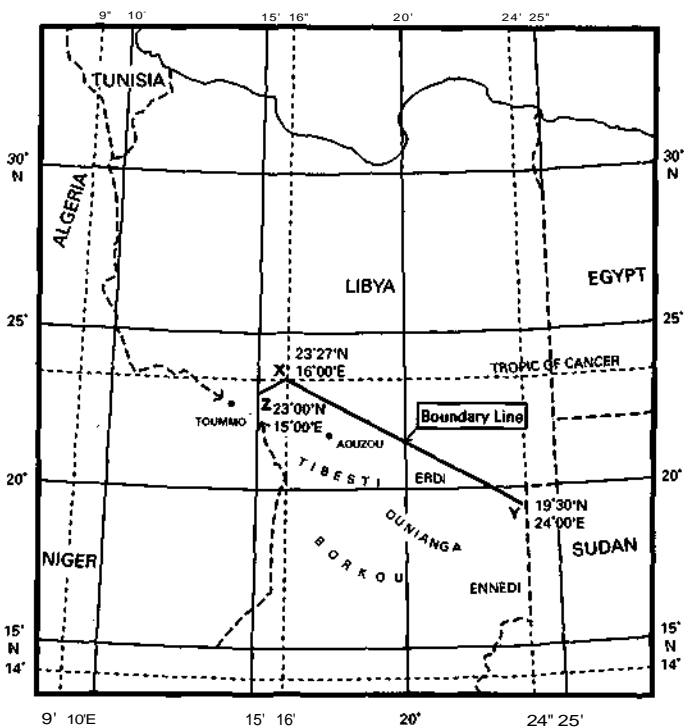 9" 10' 15' 16" 20' 24' 25"
TUNISIA
30°
N
30°
N
ALGERIA
LIBYA
EGYPT
25°
25°
23°27'N
16°00'E
X
TROPIC OF CANCER
Z 23°00'N
15°00'E
TOUMMO
AOUZOU
Boundary Line
TIBESTI
ERDI
20°
20°
Y
19°30'N
24°00'E
DUNIANGA
SUDAN
NIGER
BORKOU
ENNEDI
15°
N
14°
15°
N
14°
9' 10'E 15' 16' 20° 24" 25'